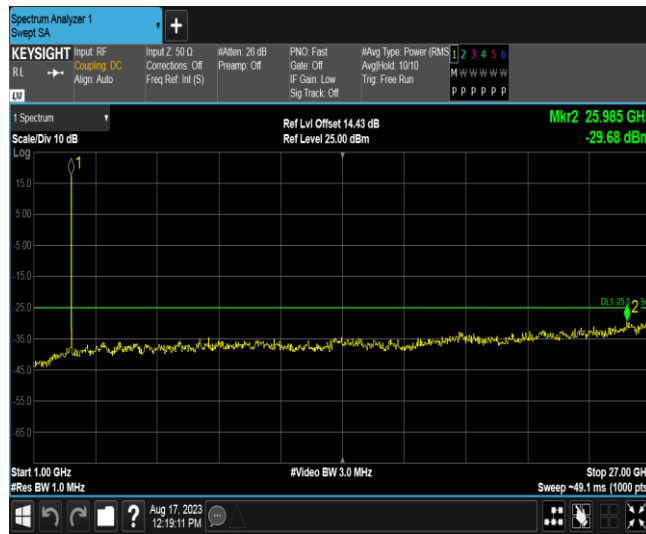 Spectrum Analyzer 1
Swept SA
+
KEYSIGHT
RL
LXI
Input: RF
Coupling: DC
Align: Auto
Input Z: 50 Ω
Corrections: Off
Freq Ref: Int (S)
#Atten: 26 dB
Preamp: Off
PNO: Fast
Gate: Off
IF Gain: Low
Sig Track: Off
#Avg Type: Power (RMS
Avg|Hold: 10/10
Trig: Free Run
1 2 3 4 5 6
M W W W W W
P P P P P P
1 Spectrum
Scale/Div 10 dB
Ref Lvl Offset 14.43 dB
Ref Level 25.00 dBm
Mkr2 25.985 GHz
-29.68 dBm
Log
1
15.0
5.00
-5.00
-15.0
-25.0
DL1 -25.0
2
-35.0
-45.0
-55.0
-65.0
Start 1.00 GHz
#Res BW 1.0 MHz
#Video BW 3.0 MHz
Stop 27.00 GHz
Sweep ~49.1 ms (1000 pts
?
Aug 17, 2023
12:19:11 PM